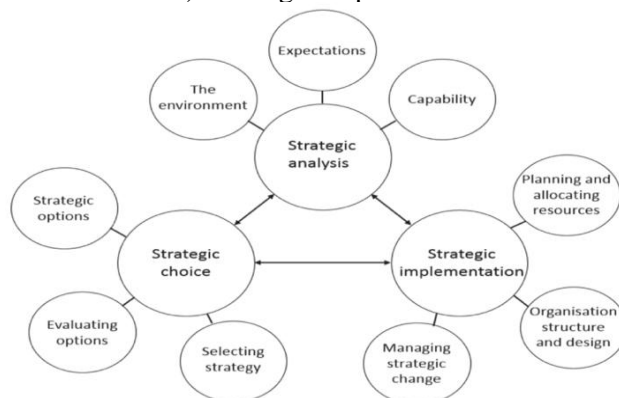 Expectations
The
environment
Capability
Strategic
analysis
Strategic
options
Planning and
allocating
resources
Strategic
choice
Strategic
implementation
Evaluating
options
Selecting
strategy
Managing
strategic
change
Organisation
structure
and design